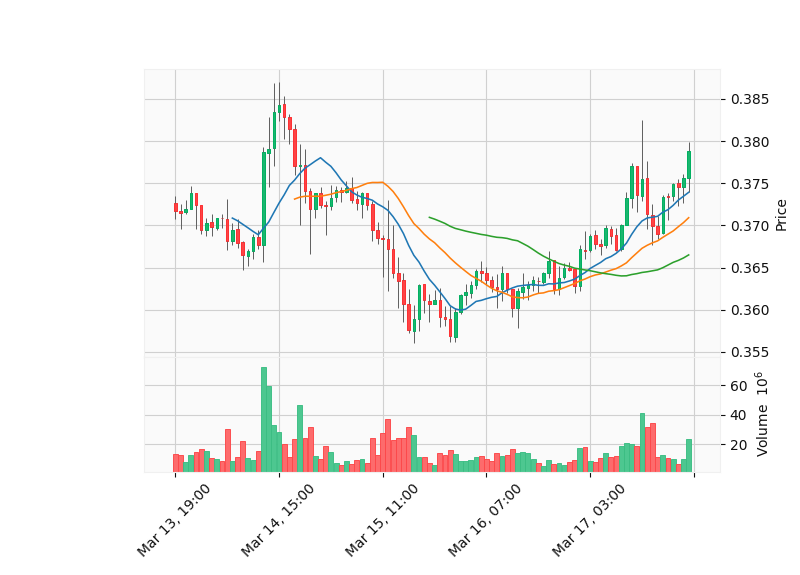 0.385
0.380
0.375
0.370
0.365
0.360
0.355
Price
60
40
20
Volume 10^6
Mar 13, 19:00
Mar 14, 15:00
Mar 15, 11:00
Mar 16, 07:00
Mar 17, 03:00